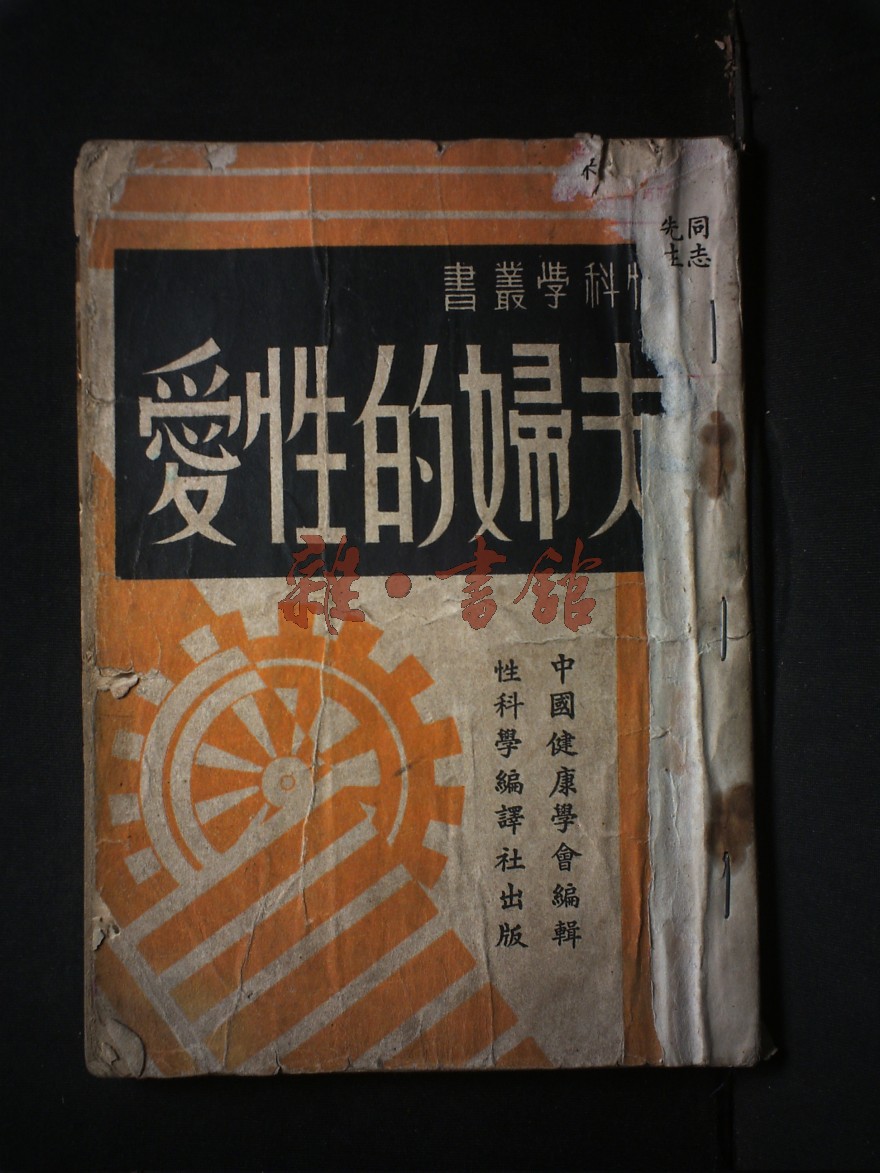 同志
先生
性科學叢書
夫婦的性愛
雜·書館
中國健康學會編輯
性科學編譯社出版